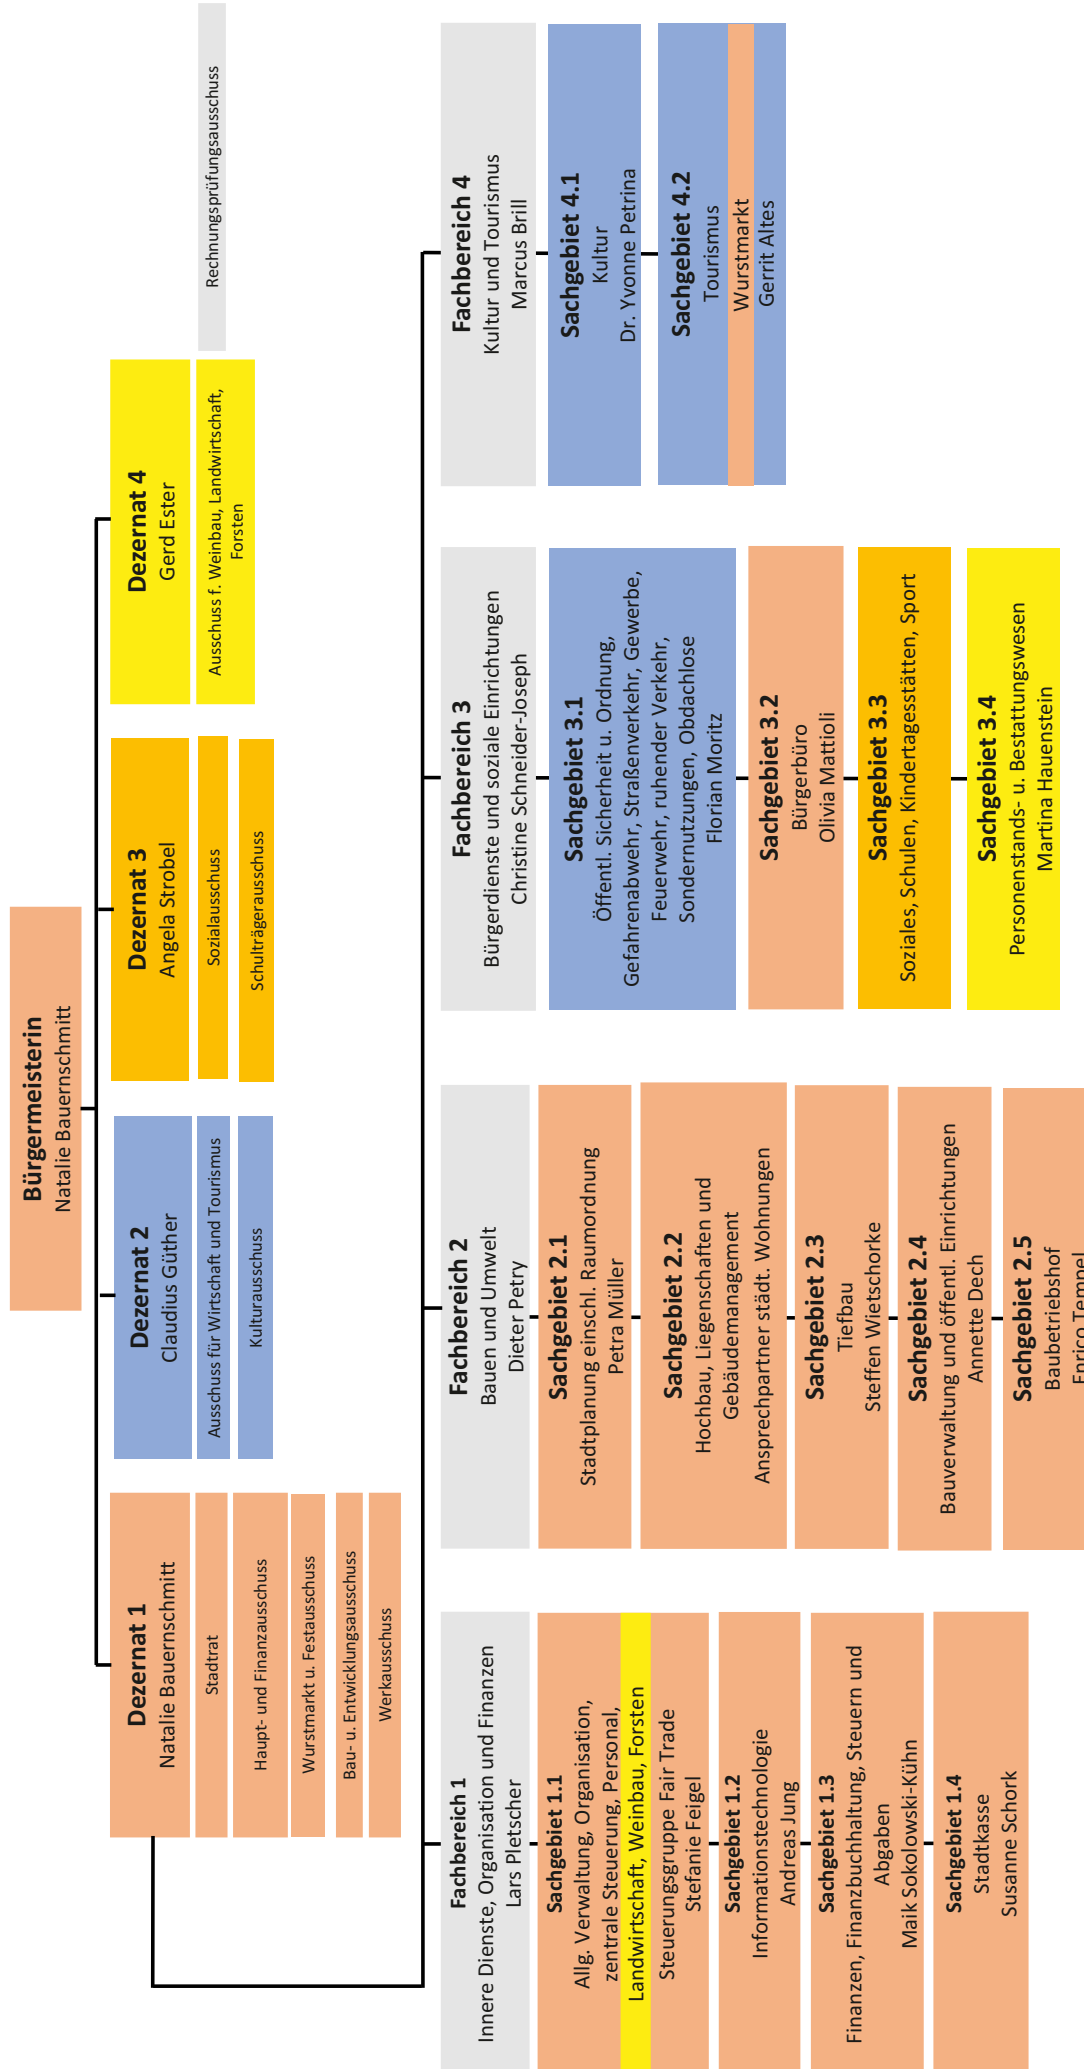 Bürgermeisterin
Natalie Bauernschmitt
Dezernat 1
Natalie Bauernschmitt
Stadtrat
Haupt- und Finanzausschuss
Wurstmarkt u. Festausschuss
Bau- u. Entwicklungsausschuss
Werkausschuss
Dezernat 2
Claudius Güther
Ausschuss für Wirtschaft und Tourismus
Kulturausschuss
Dezernat 3
Angela Strobel
Sozialausschuss
Schulträgerausschuss
Dezernat 4
Gerd Ester
Ausschuss f. Weinbau, Landwirtschaft,
Forsten
Rechnungsprüfungsausschuss
Fachbereich 1
Innere Dienste, Organisation und Finanzen
Lars Pletscher
Sachgebiet 1.1
Allg. Verwaltung, Organisation,
zentrale Steuerung, Personal,
Landwirtschaft, Weinbau, Forsten
Steuerungsgruppe Fair Trade
Stefanie Feigel
Sachgebiet 1.2
Informationstechnologie
Andreas Jung
Sachgebiet 1.3
Finanzen, Finanzbuchhaltung, Steuern und
Abgaben
Maik Sokolowski-Kühn
Sachgebiet 1.4
Stadtkasse
Susanne Schork
Fachbereich 2
Bauen und Umwelt
Dieter Petry
Sachgebiet 2.1
Stadtplanung einschl. Raumordnung
Petra Müller
Sachgebiet 2.2
Hochbau, Liegenschaften und
Gebäudemanagement
Ansprechpartner städt. Wohnungen
Sachgebiet 2.3
Tiefbau
Steffen Wietschorke
Sachgebiet 2.4
Bauverwaltung und öffentl. Einrichtungen
Annette Dech
Sachgebiet 2.5
Baubetriebshof
Enrico Tempel
Fachbereich 3
Bürgerdienste und soziale Einrichtungen
Christine Schneider-Joseph
Sachgebiet 3.1
Öffentl. Sicherheit u. Ordnung,
Gefahrenabwehr, Straßenverkehr, Gewerbe,
Feuerwehr, ruhender Verkehr,
Sondernutzungen, Obdachlose
Florian Moritz
Sachgebiet 3.2
Bürgerbüro
Olivia Mattioli
Sachgebiet 3.3
Soziales, Schulen, Kindertagesstätten, Sport
Sachgebiet 3.4
Personenstands- u. Bestattungswesen
Martina Hauenstein
Fachbereich 4
Kultur und Tourismus
Marcus Brill
Sachgebiet 4.1
Kultur
Dr. Yvonne Petrina
Sachgebiet 4.2
Tourismus
Wurstmarkt
Gerrit Altes